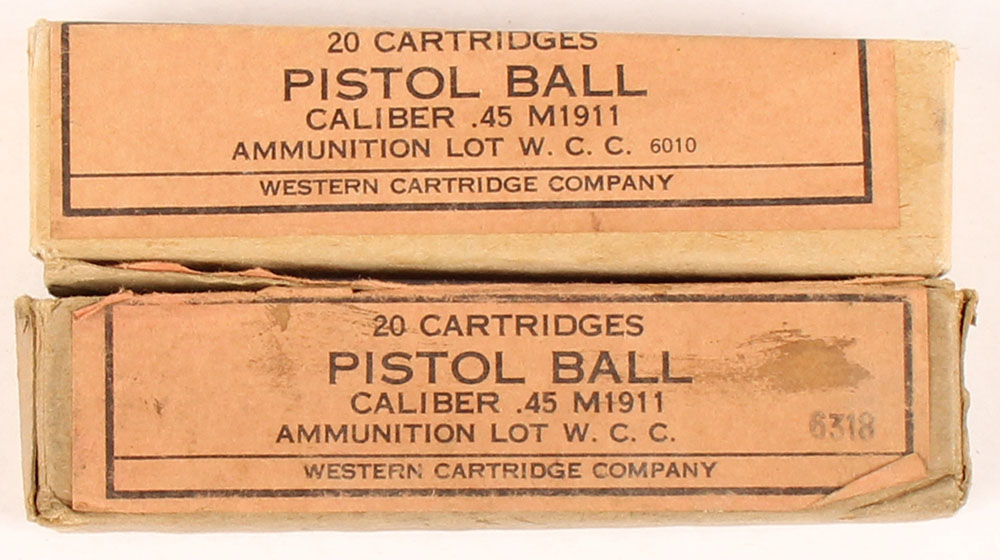 20 CARTRIDGES
PISTOL BALL
CALIBER .45 M1911
AMMUNITION LOT W. C. C. 6010
WESTERN CARTRIDGE COMPANY
20 CARTRIDGES
PISTOL BALL
CALIBER .45 M1911
AMMUNITION LOT W. C. C. 6318
WESTERN CARTRIDGE COMPANY